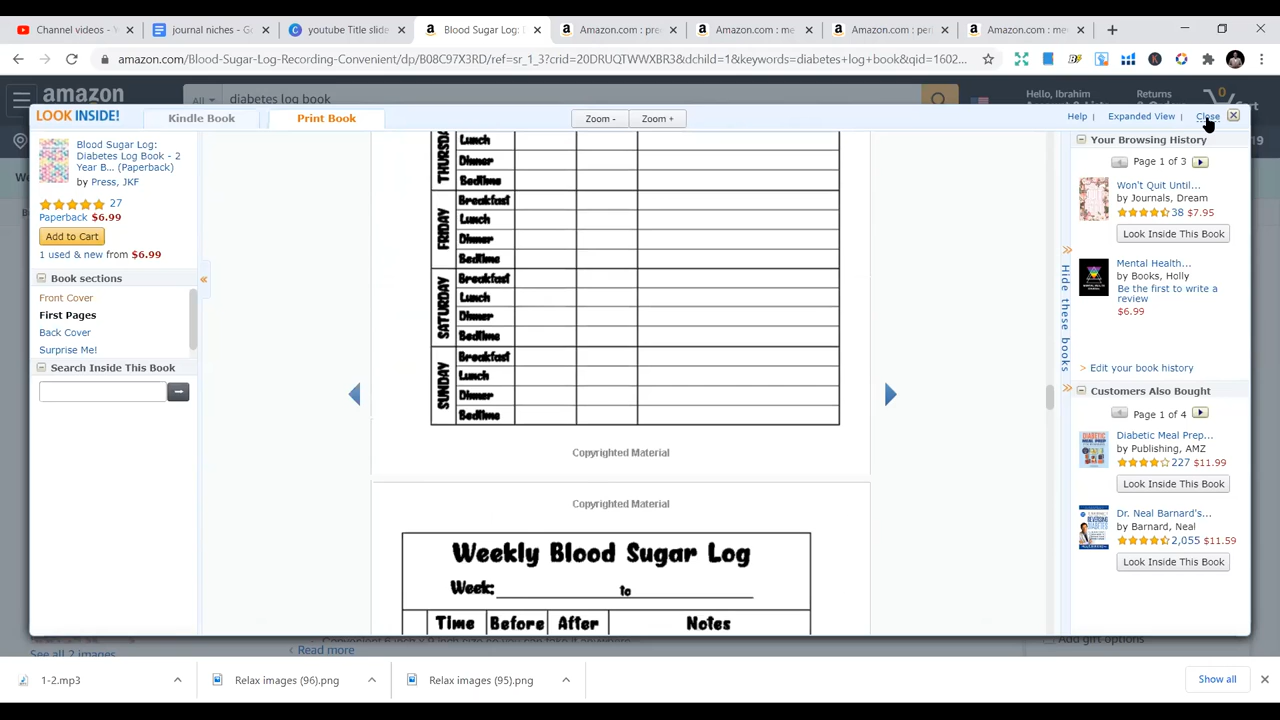 Channel videos - Y
journal niches - G
youtube Title slide
Blood Sugar Log: D
Amazon.com : pre
Amazon.com : me
Amazon.com : peri
Amazon.com : me
amazon.com/Blood-Sugar-Log-Recording-Co
/dp/B08C97X3RD/ref=sr_1_3?crid=20DRUQTWWXBR3&dchild=1&keywords=diabetes+log+book&qid=1602...
amazon
All
diabetes log book
Hello, Ibrahim
Returns
0
LOOK INSIDE!
Kindle Book
Print Book
Zoom -
Zoom +
Help |
Expanded View |
Close
Blood Sugar Log:
Diabetes Log Book - 2
Year B... (Paperback)
by Press, JKF
27
Paperback $6.99
Add to Cart
1 used & new from $6.99
Book sections
Front Cover
First Pages
Back Cover
Surprise Me!
Search Inside This Book
THURSDA
Lunch
Dinner
Bedtime
FRIDAY
Breakfast
Lunch
Dinner
Bedtime
SATURDAY
Breakfast
Lunch
Dinner
Bedtime
SUNDAY
Breakfast
Lunch
Dinner
Bedtime
Copyrighted Material
Copyrighted Material
Weekly Blood Sugar Log
Week: to
Time Before After Notes
Hide these books
Your Browsing History
Page 1 of 3
Won't Quit Until...
by Journals, Dream
38 $7.95
Look Inside This Book
Mental Health...
by Books, Holly
Be the first to write a
review
$6.99
> Edit your book history
Customers Also Bought
Page 1 of 4
Diabetic Meal Prep...
by Publishing, AMZ
227 $11.99
Look Inside This Book
Dr. Neal Barnard's...
by Barnard, Neal
2,055 $11.59
Look Inside This Book
See all 2 images
Read more
Add gift options
1-2.mp3
Relax images (96).png
Relax images (95).png
Show all